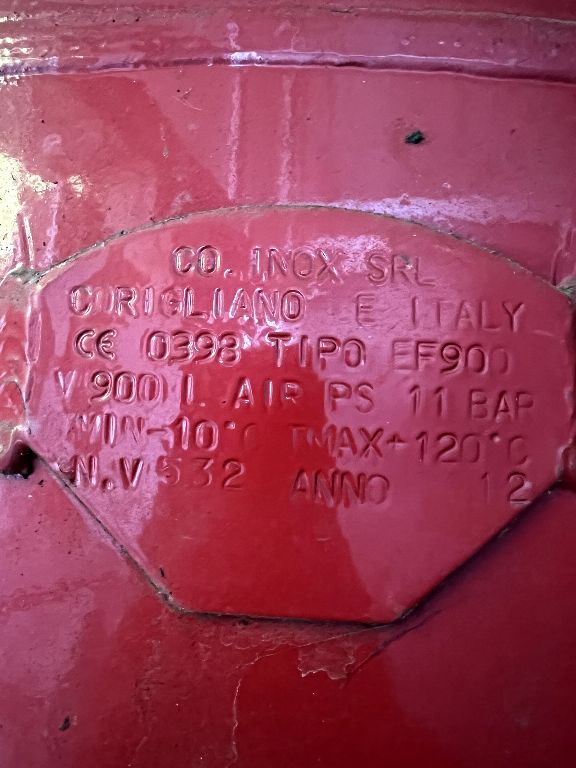 CO. INOX SRL
CORIGLIANO LE ITALY
CE 0398 TIPO EF900
V 900 L AIR PS 11 BAR
TMIN-10°C TMAX+120°C
N.V 532 ANNO 12